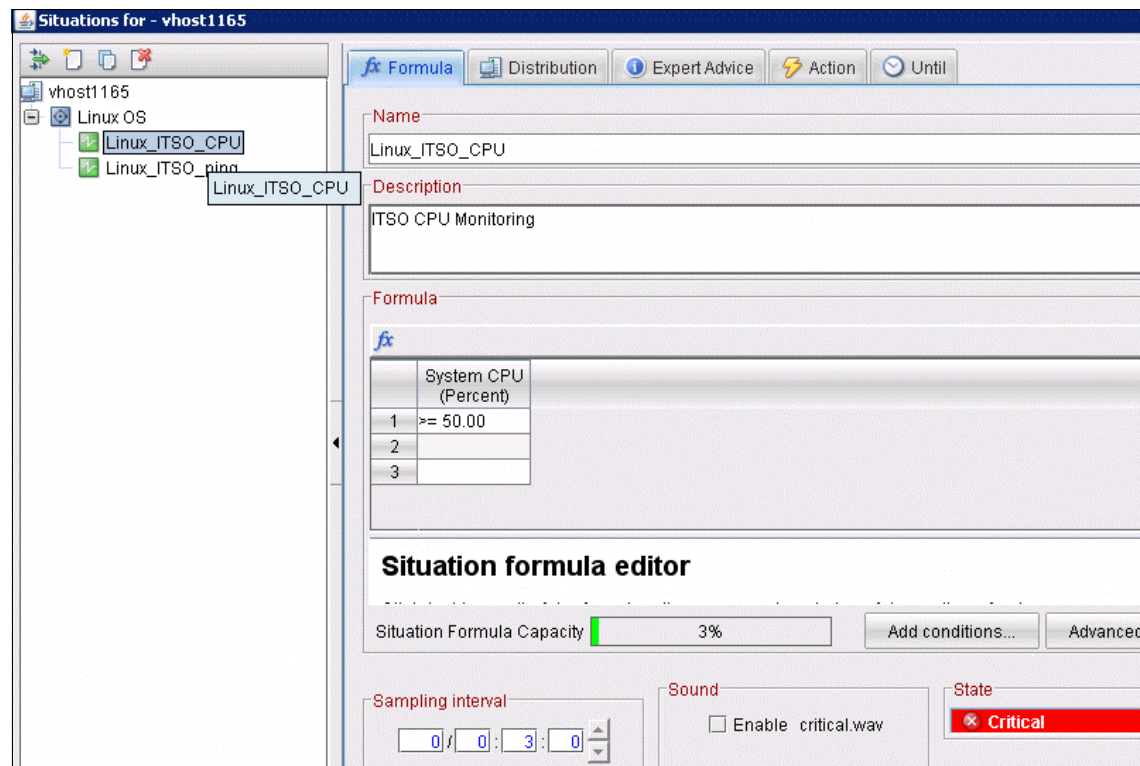 Situations for - vhost1165
vhost1165
Linux OS
Linux_ITSO_CPU
Linux_ITSO_ping
Linux_ITSO_CPU
fx Formula Distribution Expert Advice Action Until
Name
Linux_ITSO_CPU
Description
ITSO CPU Monitoring
Formula
fx
System CPU
(Percent)
1 >= 50.00
2
3
Situation formula editor
Situation Formula Capacity 3% Add conditions... Advanced
Sampling interval
0 / 0 : 3 : 0
Sound
Enable critical.wav
State
Critical